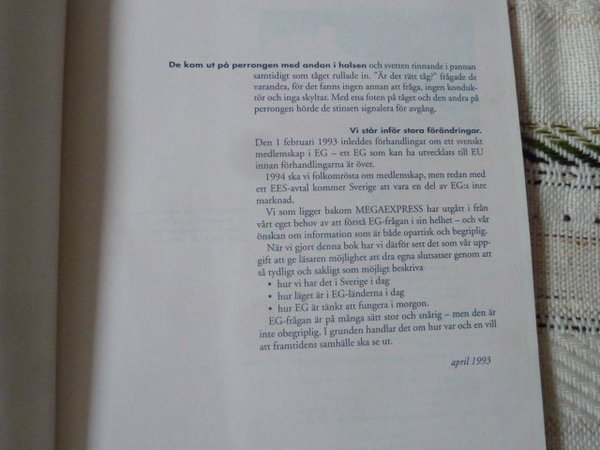 De kom ut på perrongen med andan i halsen och svetten rinnande i pannan
samtidigt som tåget rullade in. "Är det rätt tåg?" frågade de
varandra, för det fanns ingen annan att fråga, ingen konduk-
tör och inga skyltar. Med ena foten på tåget och den andra på
perrongen hörde de stinsen signalera för avgång.
Vi står inför stora förändringar.
Den 1 februari 1993 inleddes förhandlingar om ett svenskt
medlemskap i EG – ett EG som kan ha utvecklats till EU
innan förhandlingarna är över.
1994 ska vi folkomrösta om medlemskap, men redan med
ett EES-avtal kommer Sverige att vara en del av EG:s inre
marknad.
Vi som ligger bakom MEGAEXPRESS har utgått i från
vårt eget behov av att förstå EG-frågan i sin helhet – och vår
önskan om information som är både opartisk och begriplig.
När vi gjort denna bok har vi därför sett det som vår upp-
gift att ge läsaren möjlighet att dra egna slutsatser genom att
så tydligt och sakligt som möjligt beskriva
• hur vi har det i Sverige i dag
• hur läget är i EG-länderna i dag
• hur EG är tänkt att fungera i morgon.
EG-frågan är på många sätt stor och snårig – men den är
inte obegriplig. I grunden handlar det om hur var och en vill
att framtidens samhälle ska se ut.
april 1993